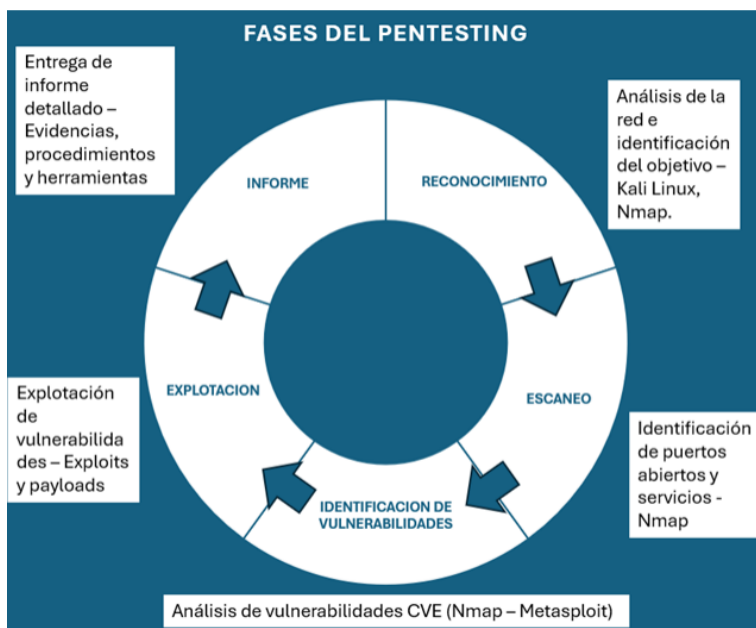 FASES DEL PENTESTING
Entrega de
informe
detallado –
Evidencias,
procedimientos
y herramientas
INFORME
RECONOCIMIENTO
Análisis de la
red e
identificación
del objetivo –
Kali Linux,
Nmap.
EXPLOTACION
ESCANEO
Explotación
de
vulnerabilida
des – Exploits
y payloads
Identificación
de puertos
abiertos y
servicios -
Nmap
IDENTIFICACION DE
VULNERABILIDADES
Análisis de vulnerabilidades CVE (Nmap – Metasploit)